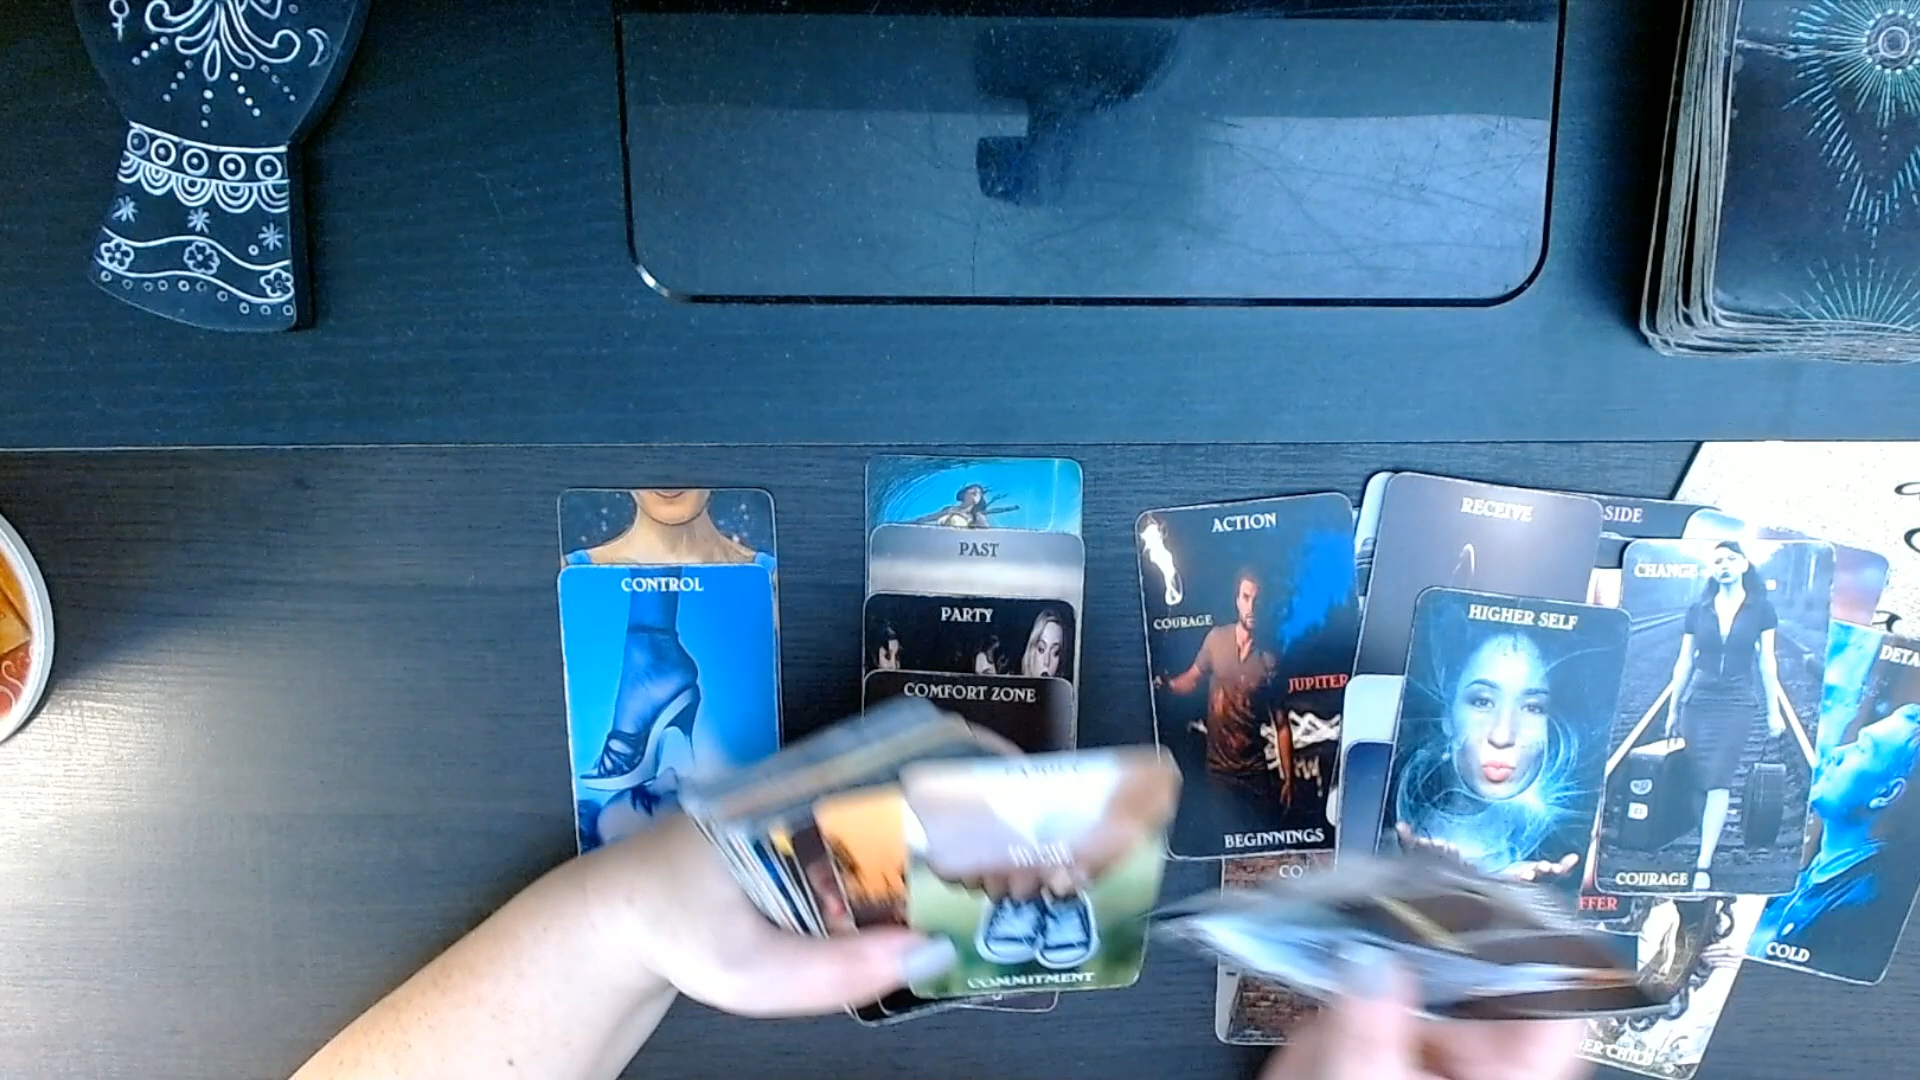 CONTROL
PAST
PARTY
COMFORT ZONE
COMMITMENT
ACTION
COURAGE
JUPITER
BEGINNINGS
RECEIVE
SIDE
CHANGE
HIGHER SELF
COURAGE
COLD